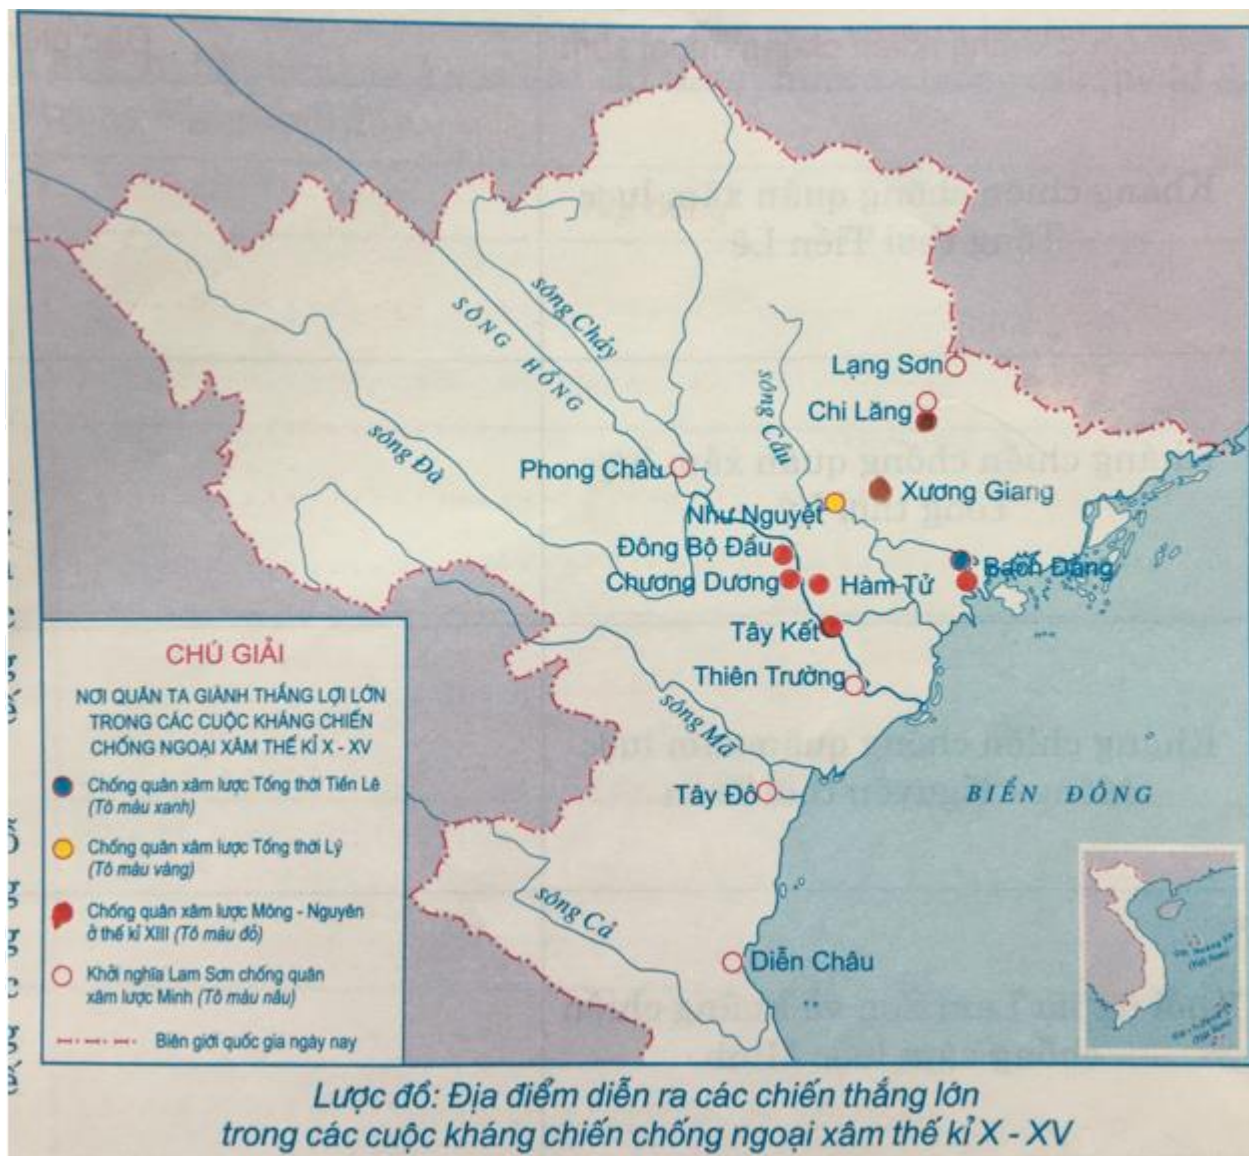 Lạng Sơn
Chi Lăng
sông Chảy
SÔNG HỒNG
sông Cầu
sông Đà
Phong Châu
Xương Giang
Như Nguyệt
Đông Bộ Đầu
Bạch Đằng
Chương Dương
Hàm Tử
Tây Kết
Thiên Trường
sông Mã
Tây Đô
BIỂN ĐÔNG
sông Cả
Diễn Châu
CHÚ GIẢI
NƠI QUÂN TA GIÀNH THẮNG LỢI LỚN
TRONG CÁC CUỘC KHÁNG CHIẾN
CHỐNG NGOẠI XÂM THẾ KỈ X - XV
Chống quân xâm lược Tống thời Tiền Lê
(Tô màu xanh)
Chống quân xâm lược Tống thời Lý
(Tô màu vàng)
Chống quân xâm lược Mông - Nguyên
ở thế kỉ XIII (Tô màu đỏ)
Khởi nghĩa Lam Sơn chống quân
xâm lược Minh (Tô màu nâu)
Biên giới quốc gia ngày nay
Lược đồ: Địa điểm diễn ra các chiến thắng lớn
trong các cuộc kháng chiến chống ngoại xâm thế kỉ X - XV